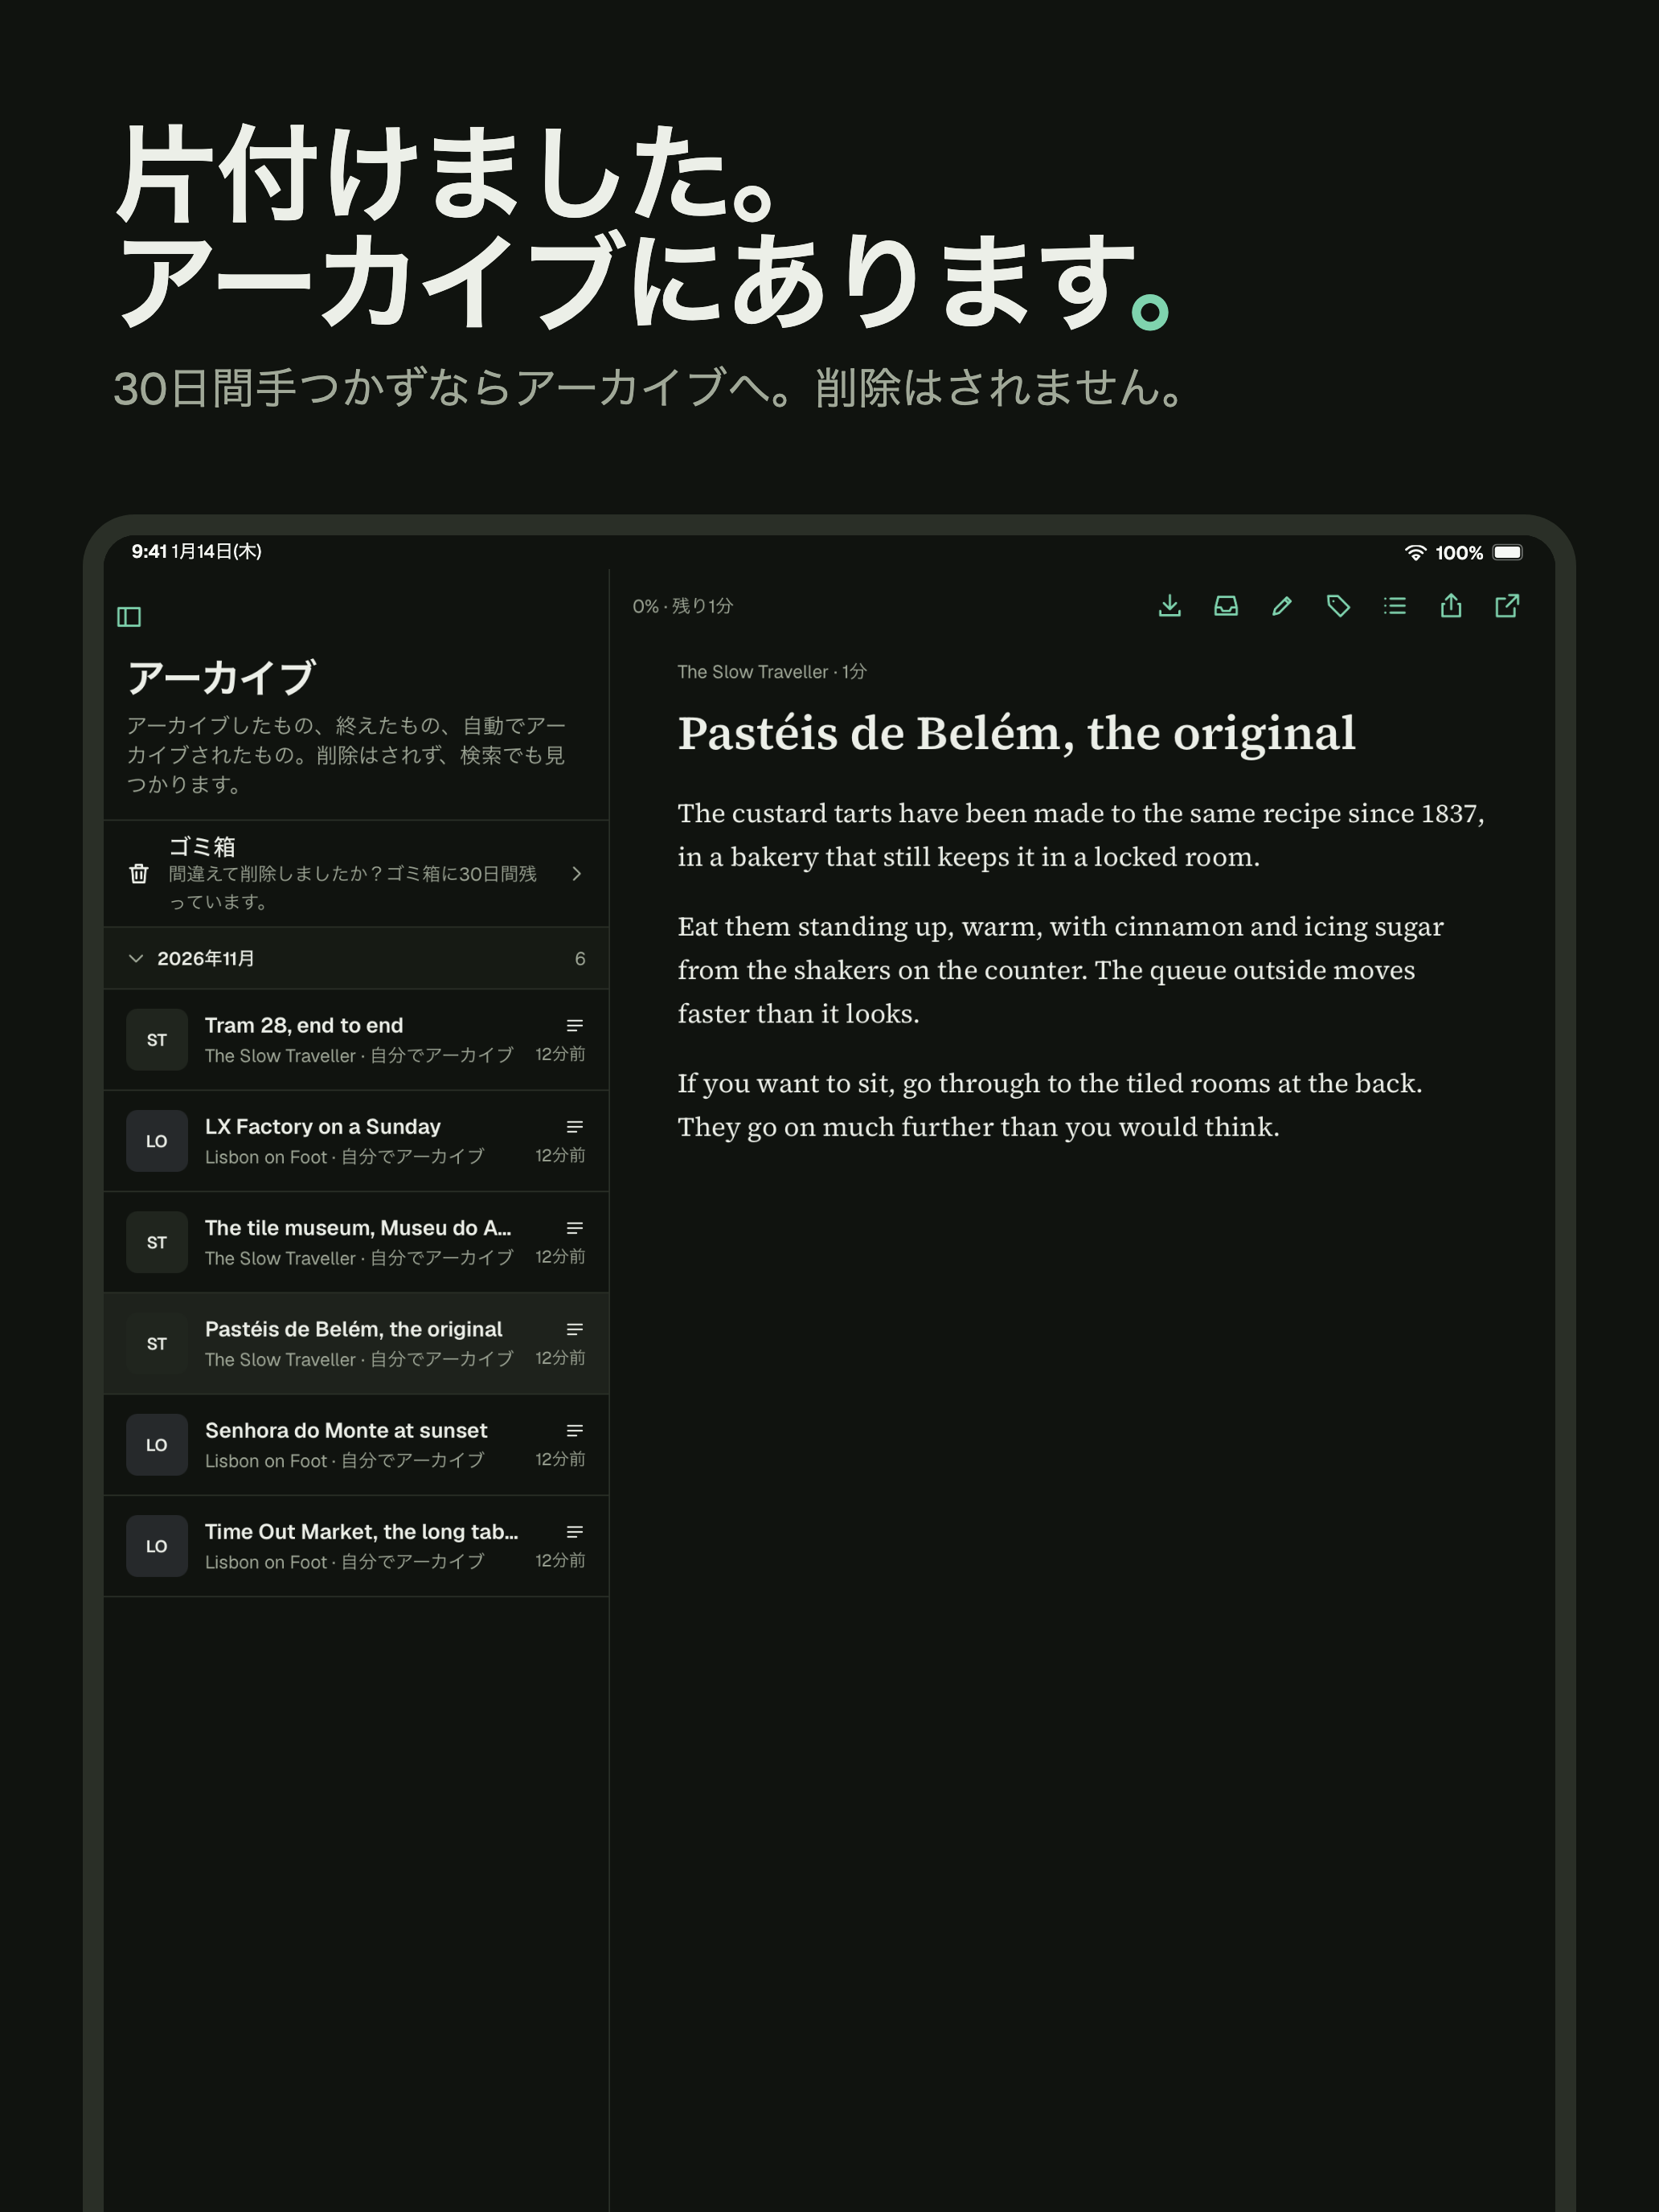 片付けました。
アーカイブにあります。
30日間手つかずならアーカイブへ。削除はされません。
9:41 1月14日(木)
100%
0% · 残り1分
アーカイブ
アーカイブしたもの、終えたもの、自動でアー
カイブされたもの。削除はされず、検索でも見
つかります。
ゴミ箱
間違えて削除しましたか？ゴミ箱に30日間残
っています。
2026年11月 6
ST
Tram 28, end to end
The Slow Traveller · 自分でアーカイブ 12分前
LO
LX Factory on a Sunday
Lisbon on Foot · 自分でアーカイブ 12分前
ST
The tile museum, Museu do A...
The Slow Traveller · 自分でアーカイブ 12分前
ST
Pastéis de Belém, the original
The Slow Traveller · 自分でアーカイブ 12分前
LO
Senhora do Monte at sunset
Lisbon on Foot · 自分でアーカイブ 12分前
LO
Time Out Market, the long tab...
Lisbon on Foot · 自分でアーカイブ 12分前
The Slow Traveller · 1分
Pastéis de Belém, the original
The custard tarts have been made to the same recipe since 1837,
in a bakery that still keeps it in a locked room.
Eat them standing up, warm, with cinnamon and icing sugar
from the shakers on the counter. The queue outside moves
faster than it looks.
If you want to sit, go through to the tiled rooms at the back.
They go on much further than you would think.